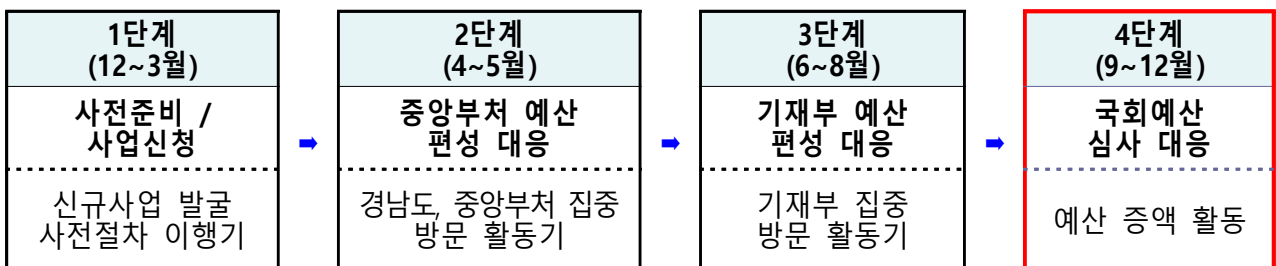 1단계
(12~3월)
사전준비 /
사업신청
신규사업 발굴
사전절차 이행기
➡
2단계
(4~5월)
중앙부처 예산
편성 대응
경남도, 중앙부처 집중
방문 활동기
➡
3단계
(6~8월)
기재부 예산
편성 대응
기재부 집중
방문 활동기
➡
4단계
(9~12월)
국회예산
심사 대응
예산 증액 활동